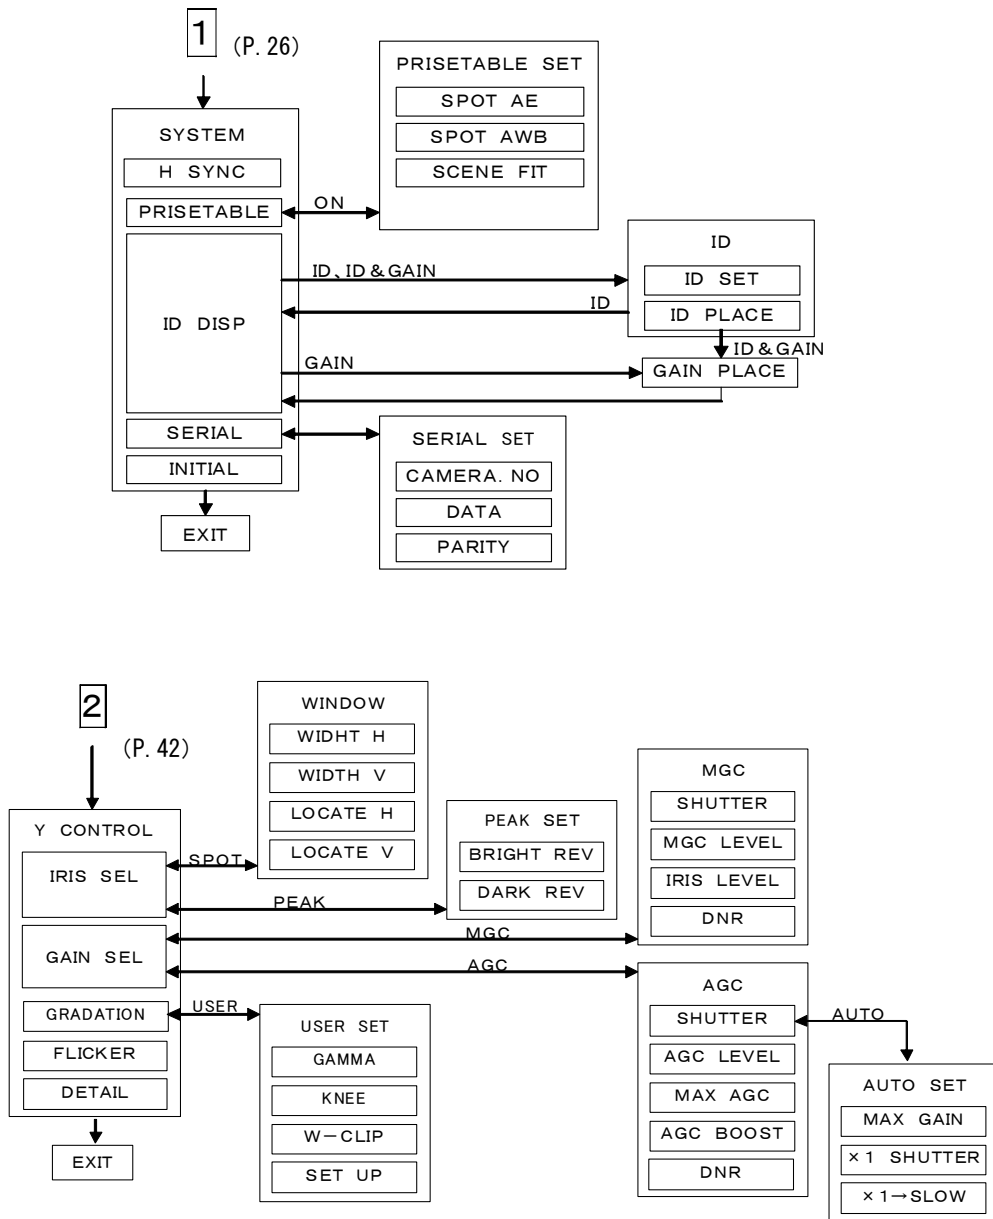 1
(P. 26)
SYSTEM
H SYNC
PRISETABLE
ID DISP
SERIAL
INITIAL
EXIT
ON
PRISETABLE SET
SPOT AE
SPOT AWB
SCENE FIT
ID、ID & GAIN
ID
GAIN
ID
ID SET
ID PLACE
ID & GAIN
GAIN PLACE
SERIAL SET
CAMERA. NO
DATA
PARITY
2
(P. 42)
Y CONTROL
IRIS SEL
GAIN SEL
GRADATION
FLICKER
DETAIL
EXIT
SPOT
WINDOW
WIDHT H
WIDTH V
LOCATE H
LOCATE V
PEAK
PEAK SET
BRIGHT REV
DARK REV
MGC
MGC
SHUTTER
MGC LEVEL
IRIS LEVEL
DNR
AGC
AGC
SHUTTER
AGC LEVEL
MAX AGC
AGC BOOST
DNR
USER
USER SET
GAMMA
KNEE
W－CLIP
SET UP
AUTO
AUTO SET
MAX GAIN
×1 SHUTTER
×1→SLOW